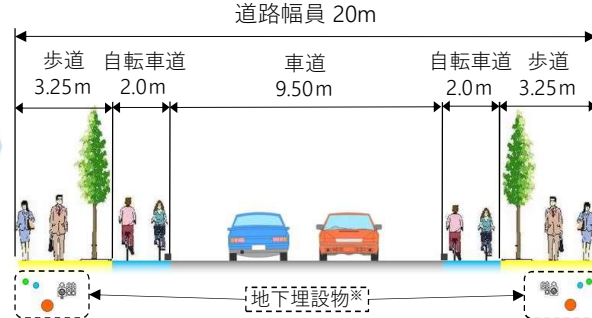 道路幅員 20m
歩道 自転車道 車道 自転車道 歩道
3.25m 2.0m 9.50m 2.0m 3.25m
地下埋設物※